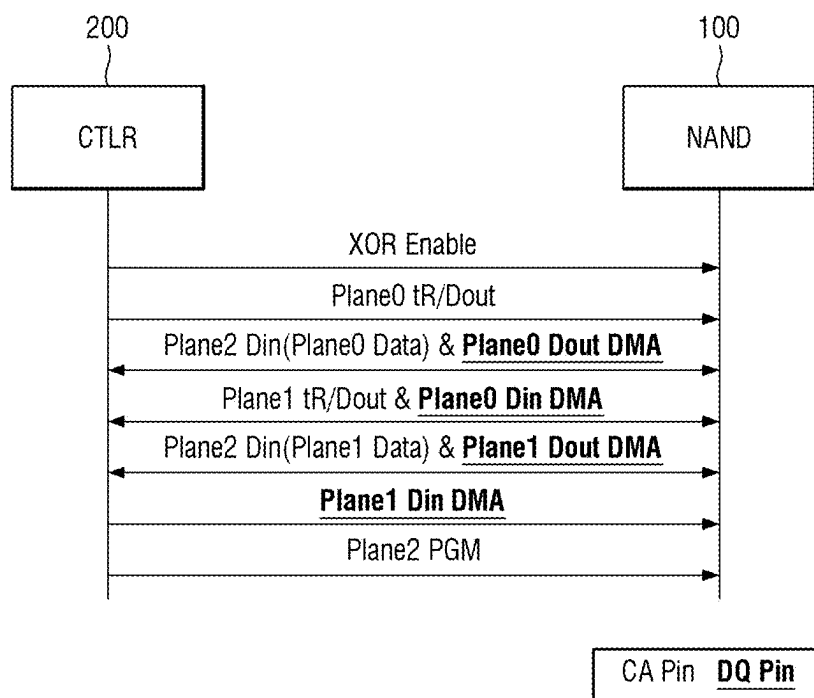 200
100
CTLR
NAND
XOR Enable
Plane0 tR/Dout
Plane2 Din(Plane0 Data) & Plane0 Dout DMA
Plane1 tR/Dout & Plane0 Din DMA
Plane2 Din(Plane1 Data) & Plane1 Dout DMA
Plane1 Din DMA
Plane2 PGM
CA Pin DQ Pin